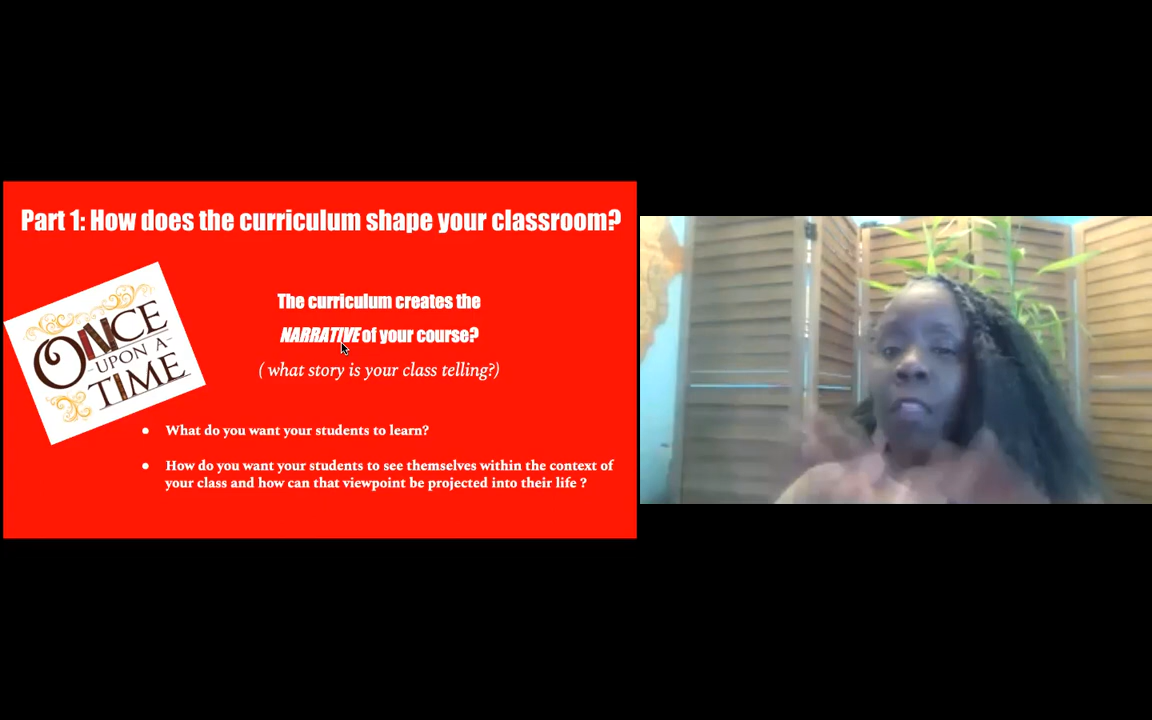 Part 1: How does the curriculum shape your classroom?
The curriculum creates the
NARRATIVE of your course?
( what story is your class telling?)
ONCE
UPON A
TIME
● What do you want your students to learn?
● How do you want your students to see themselves within the context of
your class and how can that viewpoint be projected into their life ?